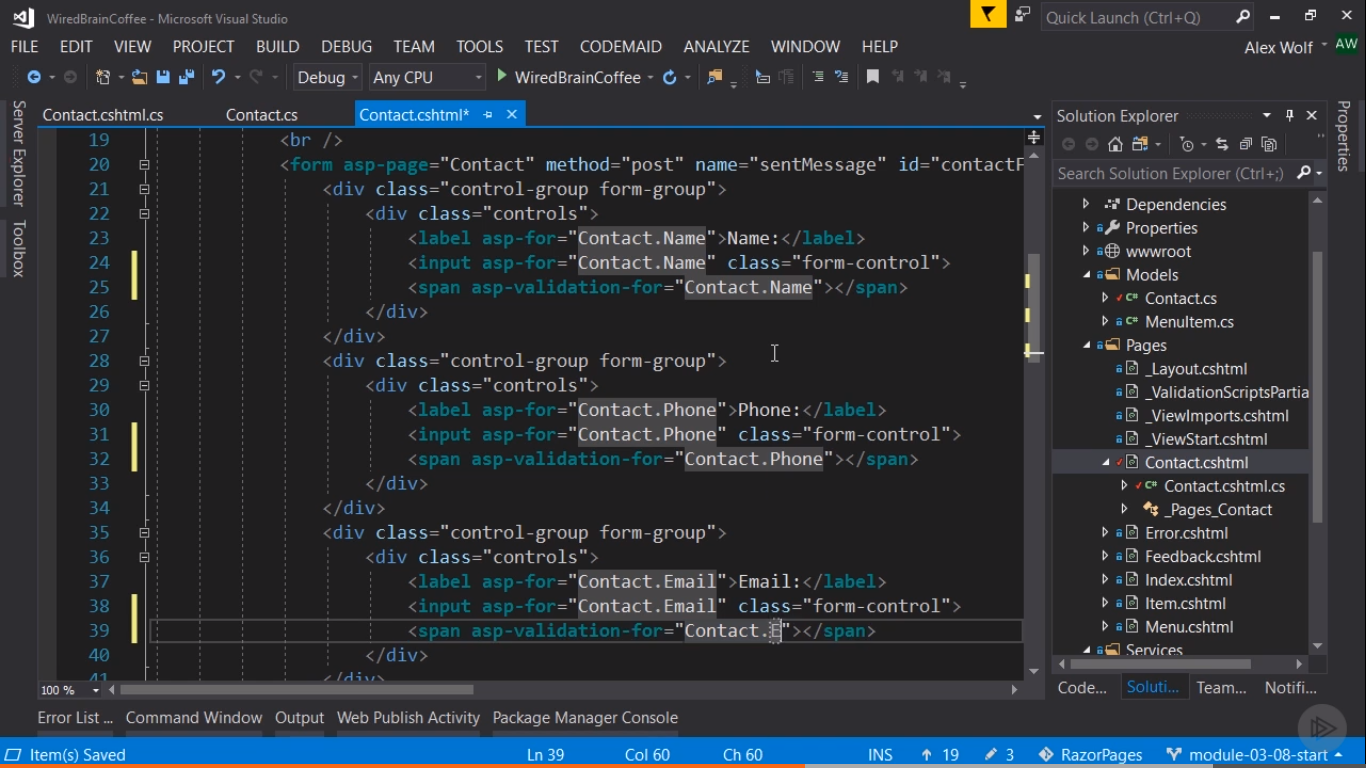 WiredBrainCoffee - Microsoft Visual Studio
Quick Launch (Ctrl+Q)
FILE EDIT VIEW PROJECT BUILD DEBUG TEAM TOOLS TEST CODEMAID ANALYZE WINDOW HELP
Alex Wolf AW
Debug Any CPU WiredBrainCoffee
Server Explorer
Toolbox
Contact.cshtml.cs Contact.cs Contact.cshtml*
19 <br />
20 <form asp-page="Contact" method="post" name="sentMessage" id="contactF
21 <div class="control-group form-group">
22 <div class="controls">
23 <label asp-for="Contact.Name">Name:</label>
24 <input asp-for="Contact.Name" class="form-control">
25 <span asp-validation-for="Contact.Name"></span>
26 </div>
27 </div>
28 <div class="control-group form-group">
29 <div class="controls">
30 <label asp-for="Contact.Phone">Phone:</label>
31 <input asp-for="Contact.Phone" class="form-control">
32 <span asp-validation-for="Contact.Phone"></span>
33 </div>
34 </div>
35 <div class="control-group form-group">
36 <div class="controls">
37 <label asp-for="Contact.Email">Email:</label>
38 <input asp-for="Contact.Email" class="form-control">
39 <span asp-validation-for="Contact.E"></span>
40 </div>
41 </div>
100 %
Solution Explorer
Search Solution Explorer (Ctrl+;)
Dependencies
Properties
wwwroot
Models
C# Contact.cs
C# MenuItem.cs
Pages
_Layout.cshtml
_ValidationScriptsPartia
_ViewImports.cshtml
_ViewStart.cshtml
Contact.cshtml
C# Contact.cshtml.cs
_Pages_Contact
Error.cshtml
Feedback.cshtml
Index.cshtml
Item.cshtml
Menu.cshtml
Services
Code... Soluti... Team... Notifi...
Properties
Error List ... Command Window Output Web Publish Activity Package Manager Console
Item(s) Saved Ln 39 Col 60 Ch 60 INS 19 3 RazorPages module-03-08-start